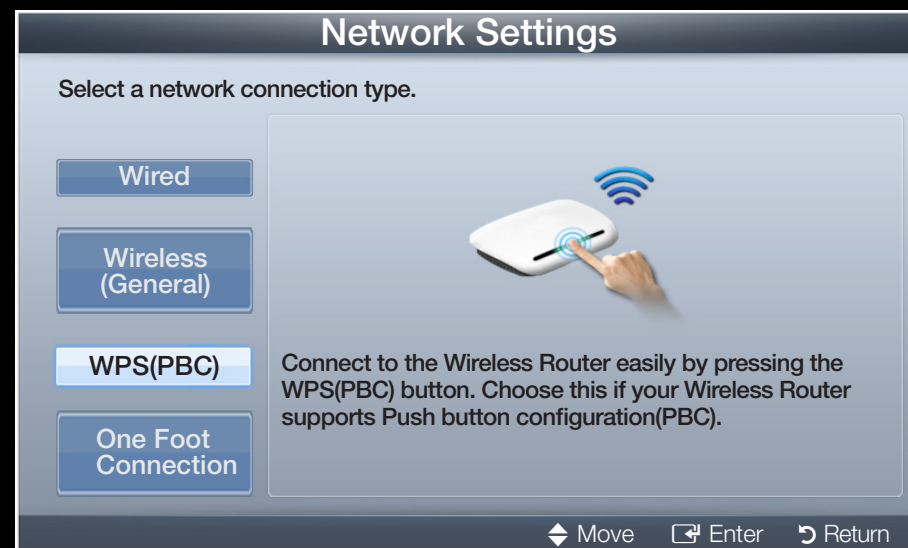 Network Settings
Select a network connection type.
Wired
Wireless
(General)
WPS(PBC)
One Foot
Connection
Connect to the Wireless Router easily by pressing the
WPS(PBC) button. Choose this if your Wireless Router
supports Push button configuration(PBC).
Move Enter Return